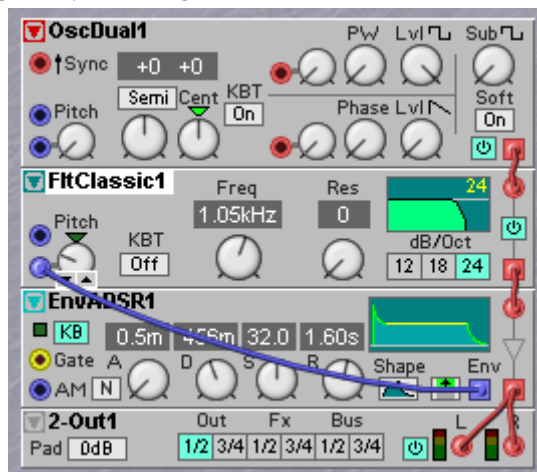 OscDual1 PW Lvl Sub
Sync +0 +0
Semi Cent KBT Soft
Pitch On Phase Lvl On
FltClassic1 Freq Res 24
Pitch 1.05kHz 0
KBT dB/Oct
Off 12 18 24
EnvADSR1
KB 0.5m 32.0 1.60s
Gate A D S R Shape Env
AM N
2-Out1 Out Fx Bus L R
Pad 0dB 1/2 3/4 1/2 3/4 1/2 3/4